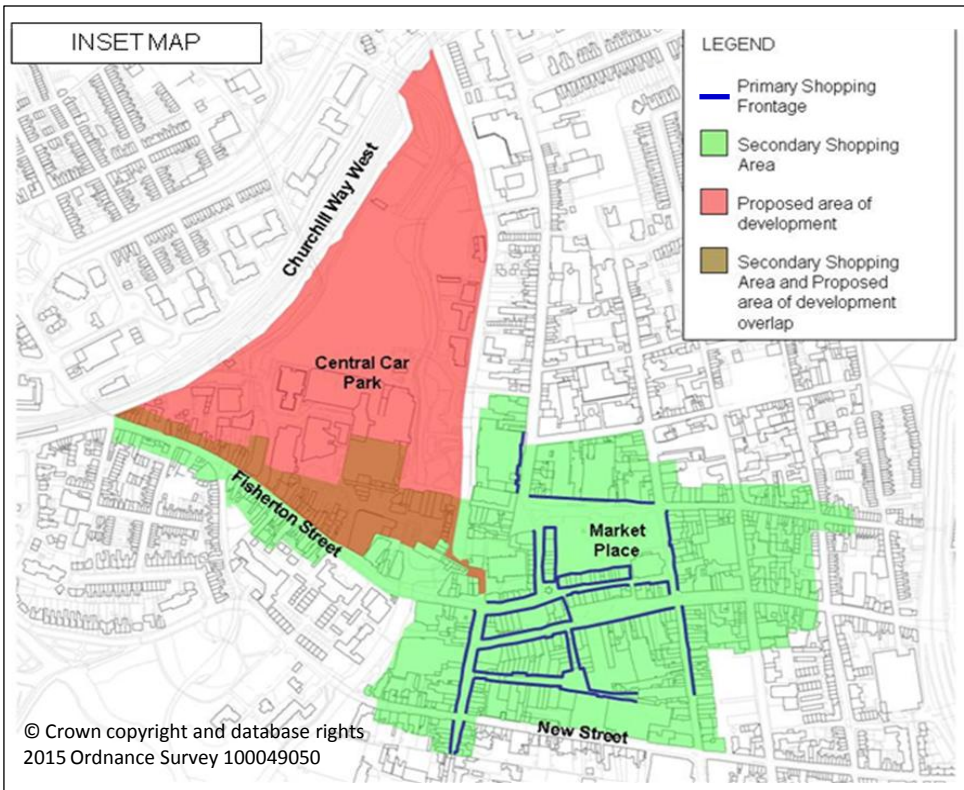 INSET MAP
LEGEND
Primary Shopping
Frontage
Secondary Shopping
Area
Proposed area of
development
Secondary Shopping
Area and Proposed
area of development
overlap
Churchill Way West
Central Car
Park
Fisherton Street
Market
Place
New Street
© Crown copyright and database rights
2015 Ordnance Survey 100049050